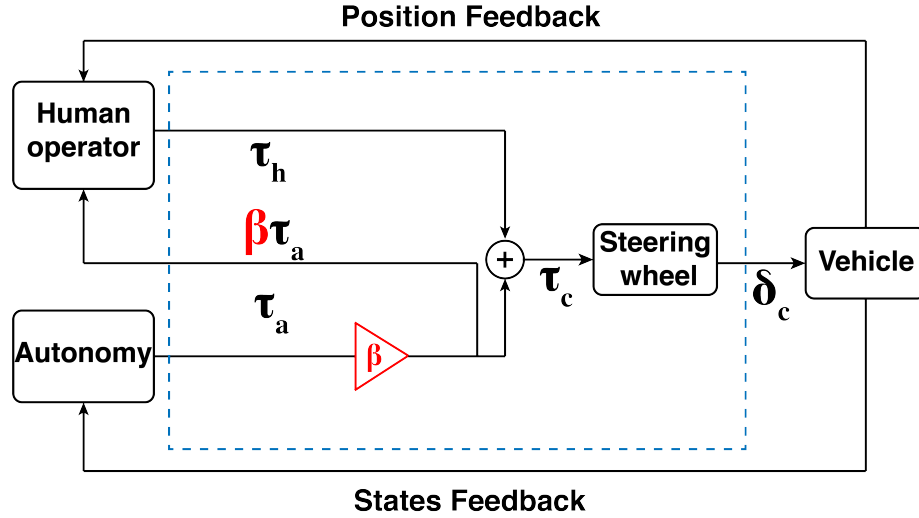 Position Feedback
Human
operator
τh
βτa
Steering
wheel
+
τc
Vehicle
δc
τa
Autonomy
β
States Feedback